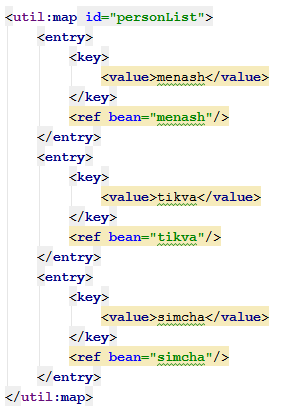 <util:map id="personList">
    <entry>
        <key>
            <value>menash</value>
        </key>
        <ref bean="menash"/>
    </entry>
    <entry>
        <key>
            <value>tikva</value>
        </key>
        <ref bean="tikva"/>
    </entry>
    <entry>
        <key>
            <value>simcha</value>
        </key>
        <ref bean="simcha"/>
    </entry>
</util:map>